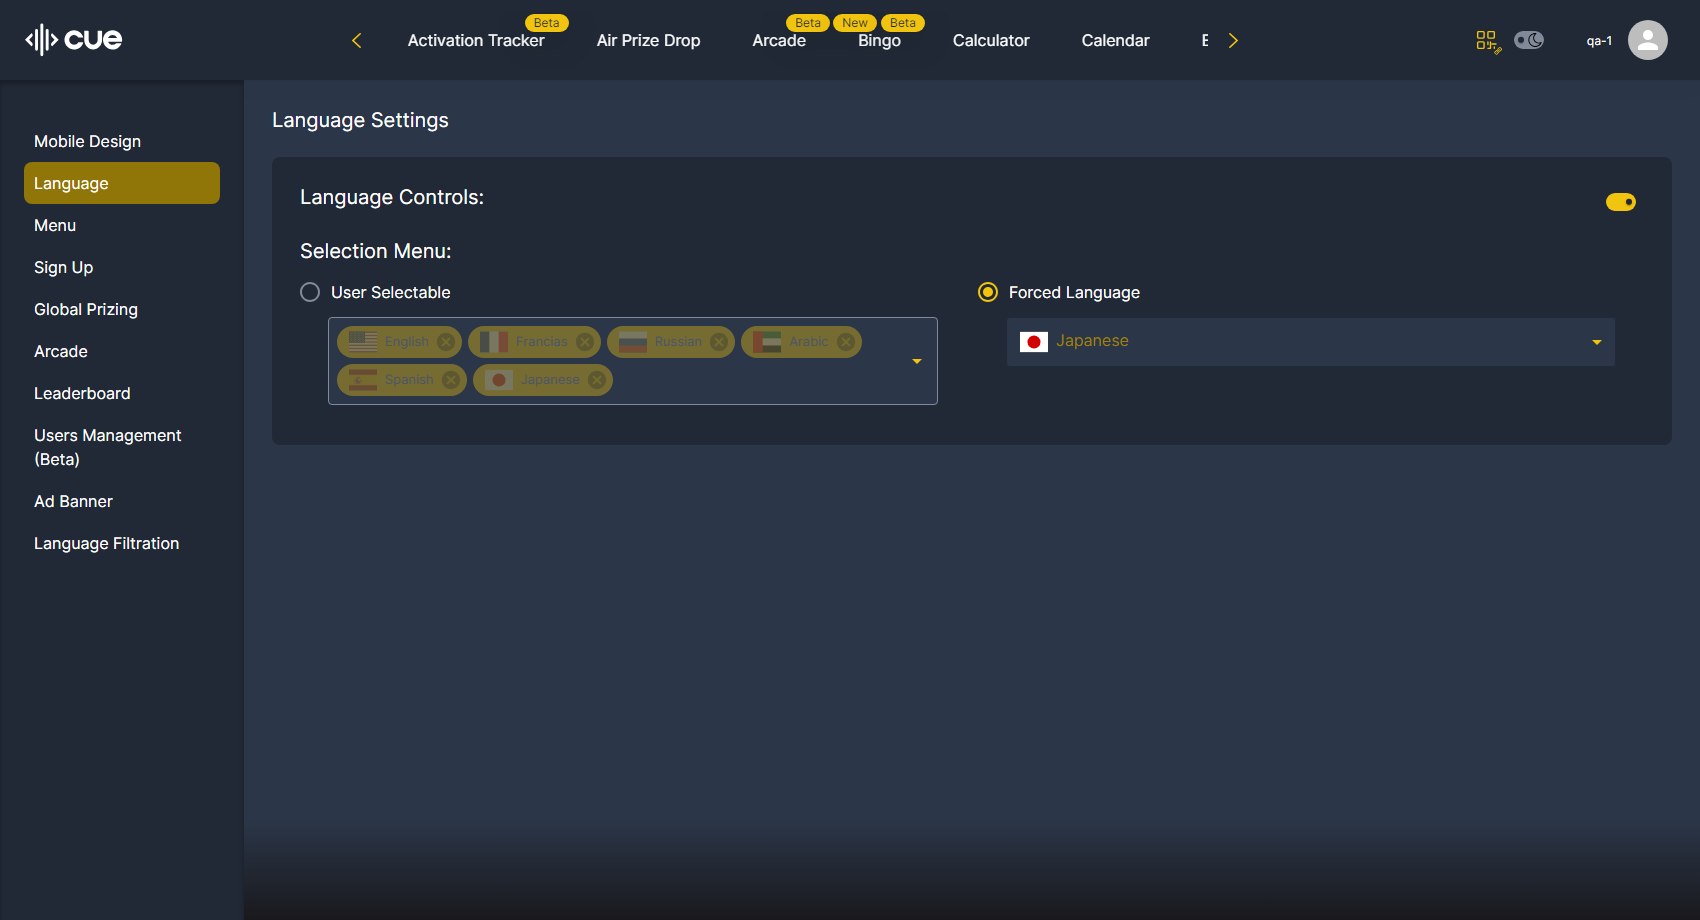 cue
Beta
Beta
New
Beta
Activation Tracker
Air Prize Drop
Arcade
Bingo
Calculator
Calendar
qa-1
Mobile Design
Language
Menu
Sign Up
Global Prizing
Arcade
Leaderboard
Users Management
(Beta)
Ad Banner
Language Filtration
Language Settings
Language Controls:
Selection Menu:
User Selectable
English
Francias
Russian
Arabic
Spanish
Japanese
Forced Language
Japanese